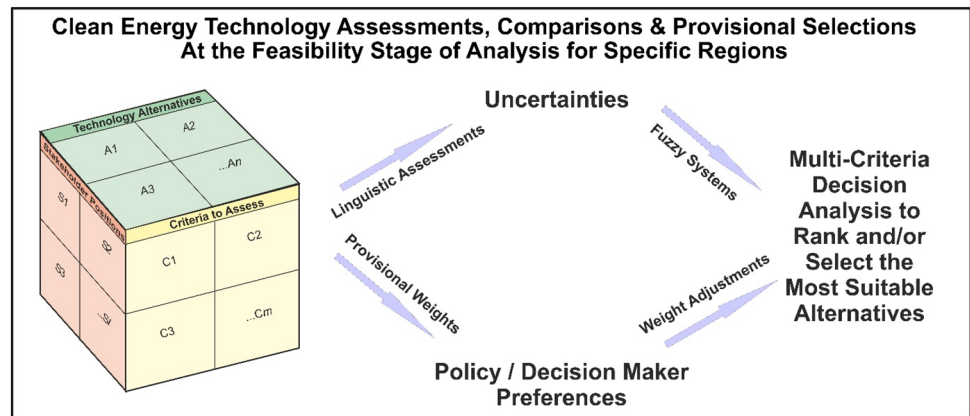 Clean Energy Technology Assessments, Comparisons & Provisional Selections
At the Feasibility Stage of Analysis for Specific Regions
Technology Alternatives
A1
A2
A3
...An
Stakeholder Positions
S1
S2
S3
...Si
Criteria to Assess
C1
C2
C3
...Cm
Linguistic Assessments
Uncertainties
Fuzzy Systems
Provisional Weights
Policy / Decision Maker
Preferences
Weight Adjustments
Multi-Criteria
Decision
Analysis to
Rank and/or
Select the
Most Suitable
Alternatives